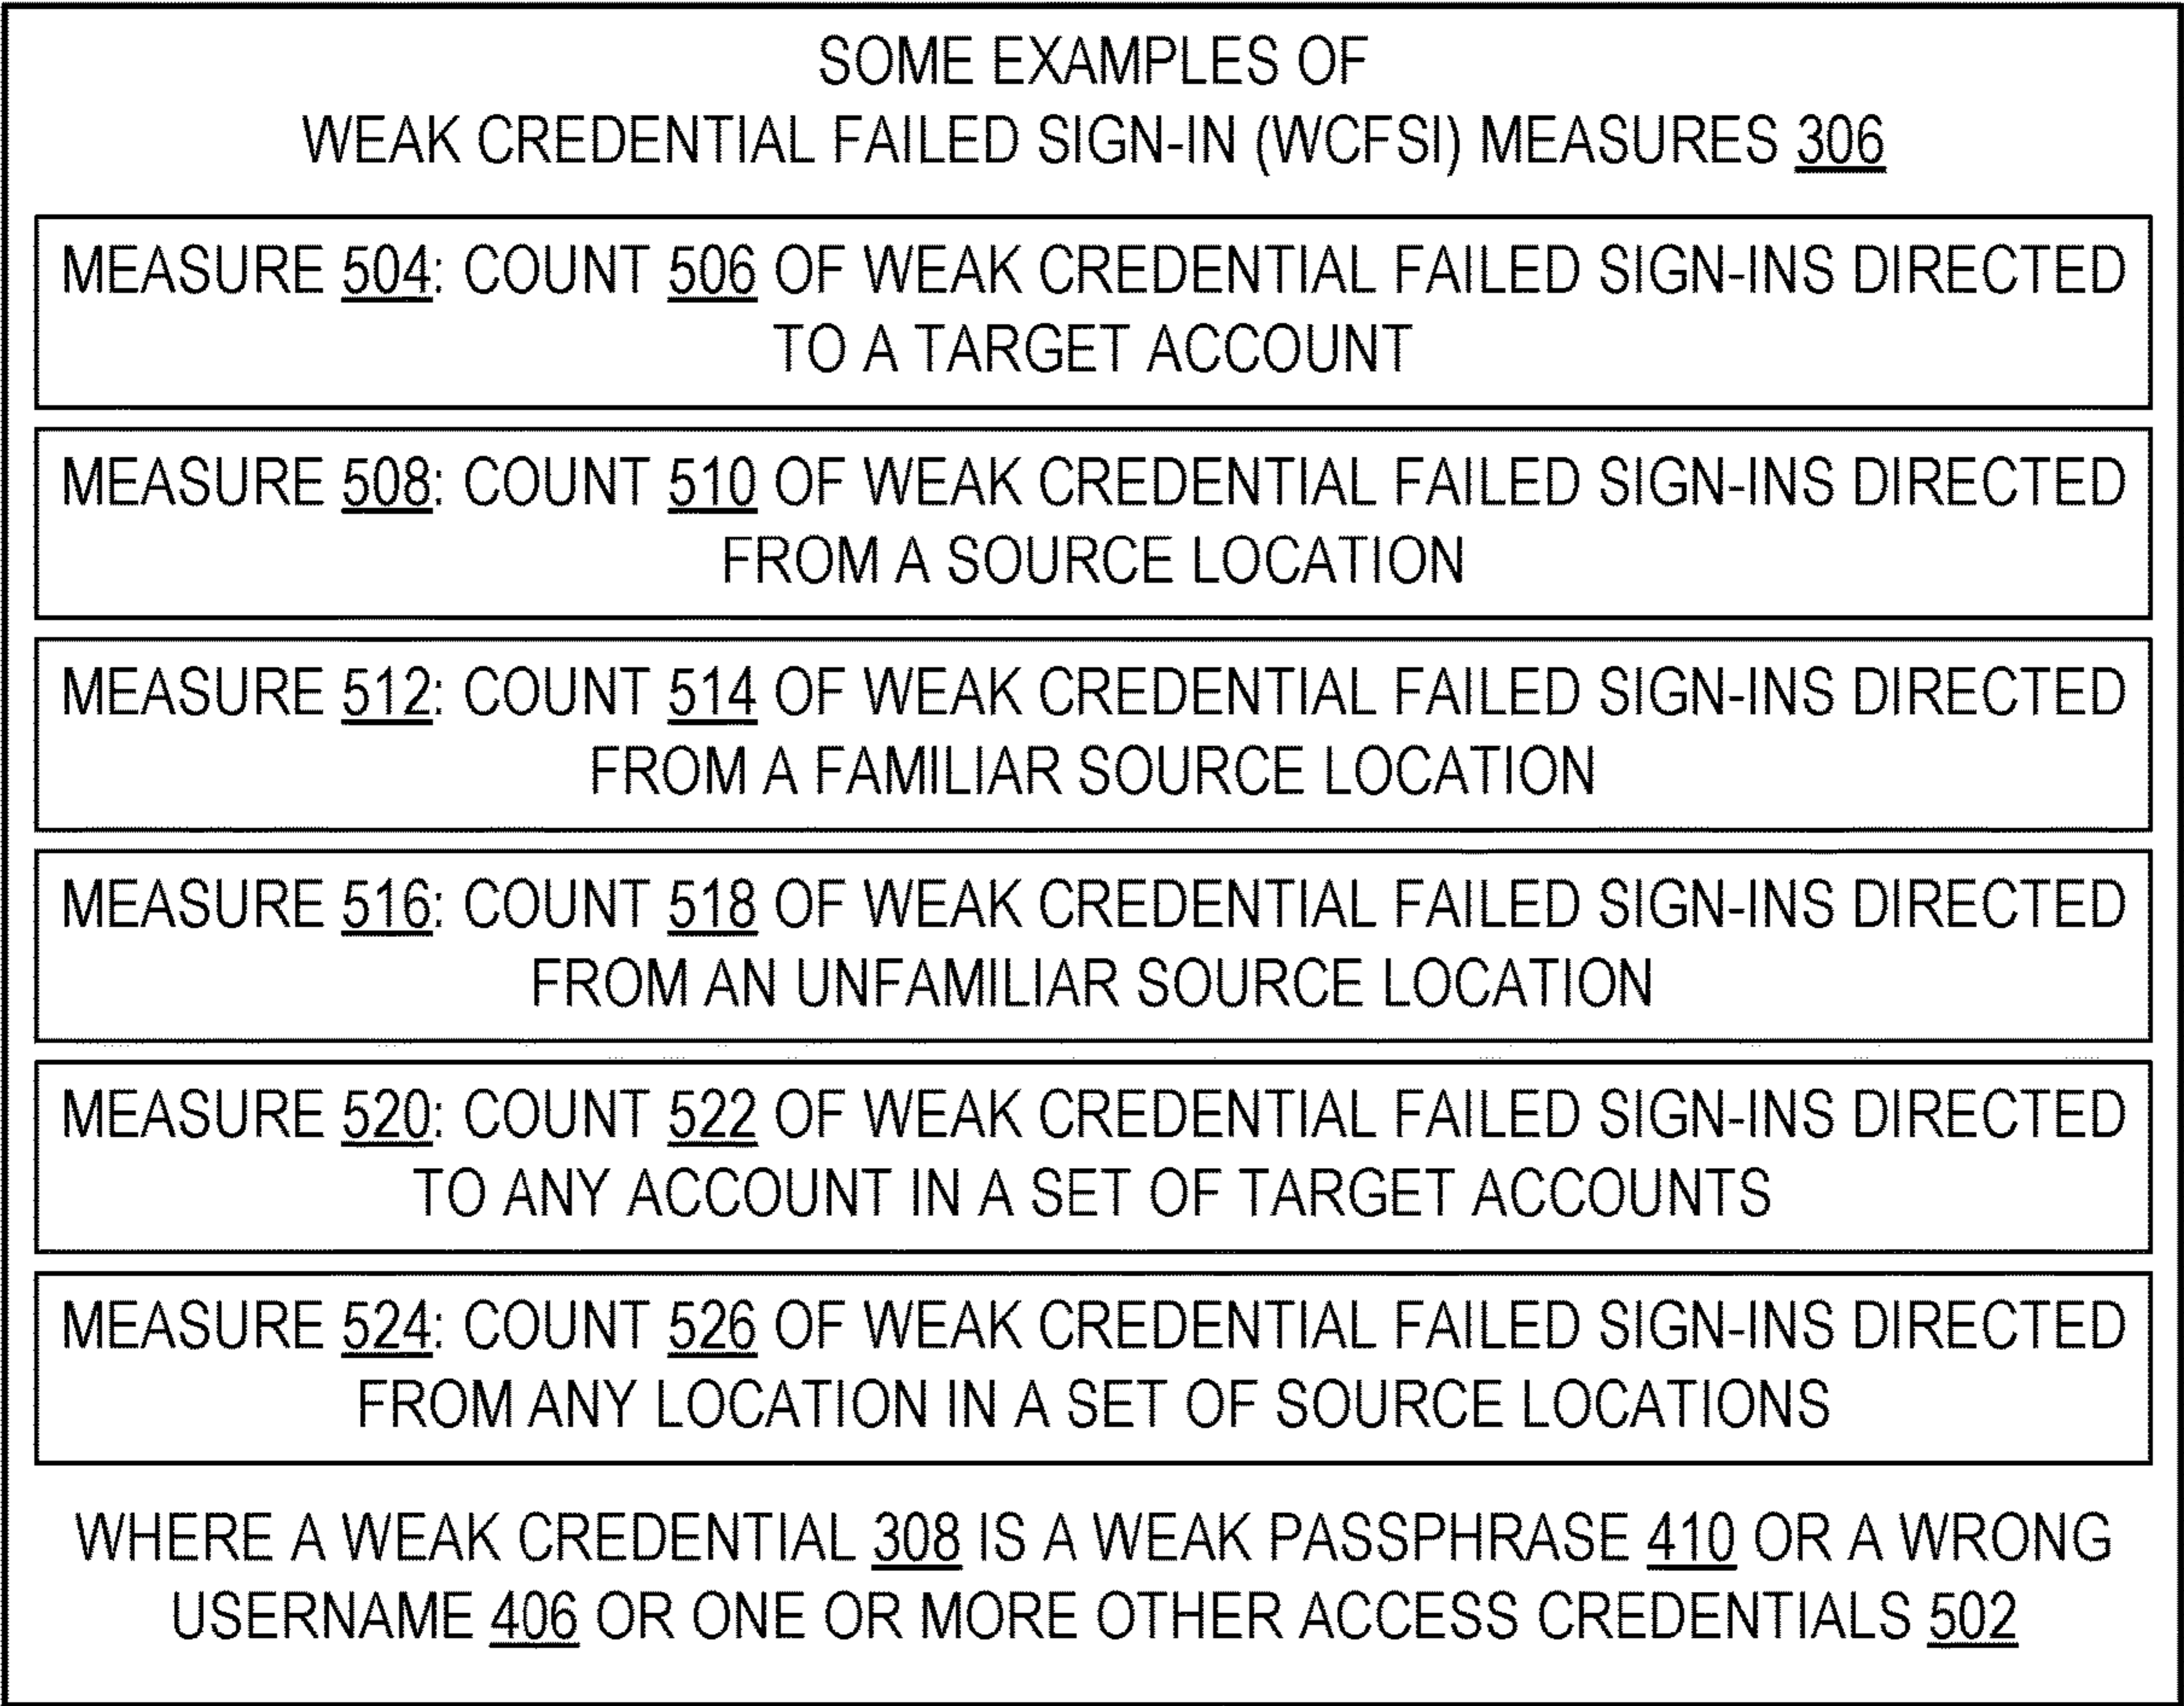 SOME EXAMPLES OF
WEAK CREDENTIAL FAILED SIGN-IN (WCFSI) MEASURES 306
MEASURE 504: COUNT 506 OF WEAK CREDENTIAL FAILED SIGN-INS DIRECTED
TO A TARGET ACCOUNT
MEASURE 508: COUNT 510 OF WEAK CREDENTIAL FAILED SIGN-INS DIRECTED
FROM A SOURCE LOCATION
MEASURE 512: COUNT 514 OF WEAK CREDENTIAL FAILED SIGN-INS DIRECTED
FROM A FAMILIAR SOURCE LOCATION
MEASURE 516: COUNT 518 OF WEAK CREDENTIAL FAILED SIGN-INS DIRECTED
FROM AN UNFAMILIAR SOURCE LOCATION
MEASURE 520: COUNT 522 OF WEAK CREDENTIAL FAILED SIGN-INS DIRECTED
TO ANY ACCOUNT IN A SET OF TARGET ACCOUNTS
MEASURE 524: COUNT 526 OF WEAK CREDENTIAL FAILED SIGN-INS DIRECTED
FROM ANY LOCATION IN A SET OF SOURCE LOCATIONS
WHERE A WEAK CREDENTIAL 308 IS A WEAK PASSPHRASE 410 OR A WRONG
USERNAME 406 OR ONE OR MORE OTHER ACCESS CREDENTIALS 502